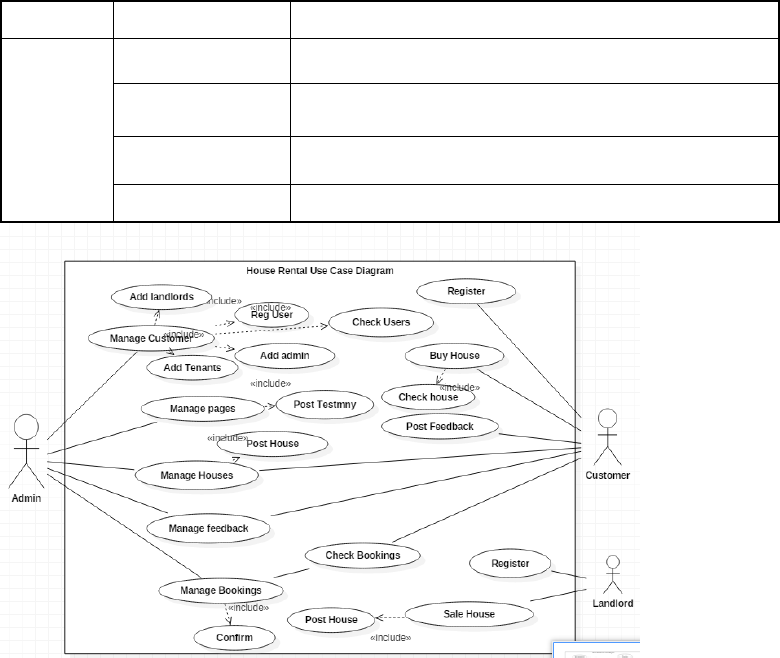 House Rental Use Case Diagram
Add landlords
«include»
«include»
Reg User
Register
Check Users
Manage Customer
«include»
Add Tenants
Add admin
Buy House
«include»
«include»
Check house
Manage pages
Post Testmny
Post Feedback
«include»
Post House
Manage Houses
Admin
Customer
Manage feedback
Check Bookings
Register
Manage Bookings
«include»
Landlord
Post House
Sale House
Confirm
«include»